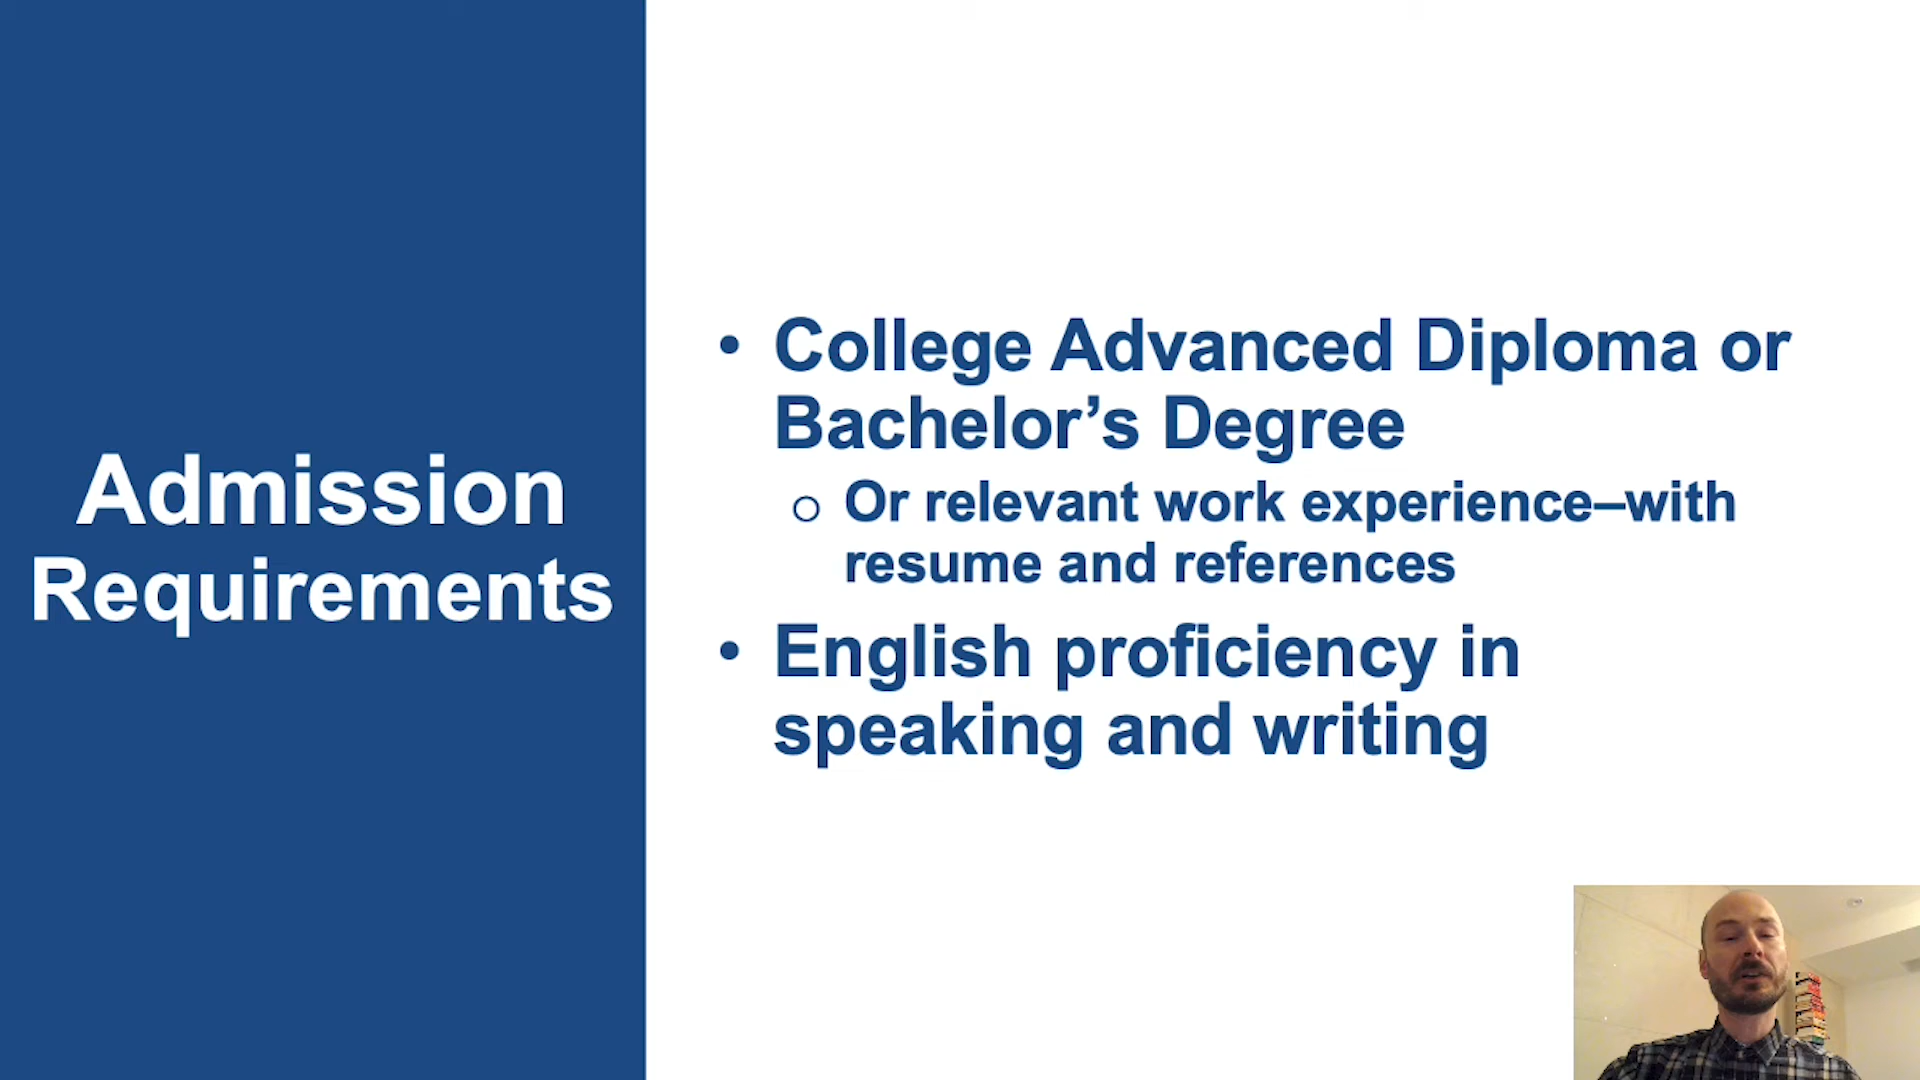 Admission
Requirements
• College Advanced Diploma or
Bachelor’s Degree
o Or relevant work experience–with
resume and references
• English proficiency in
speaking and writing